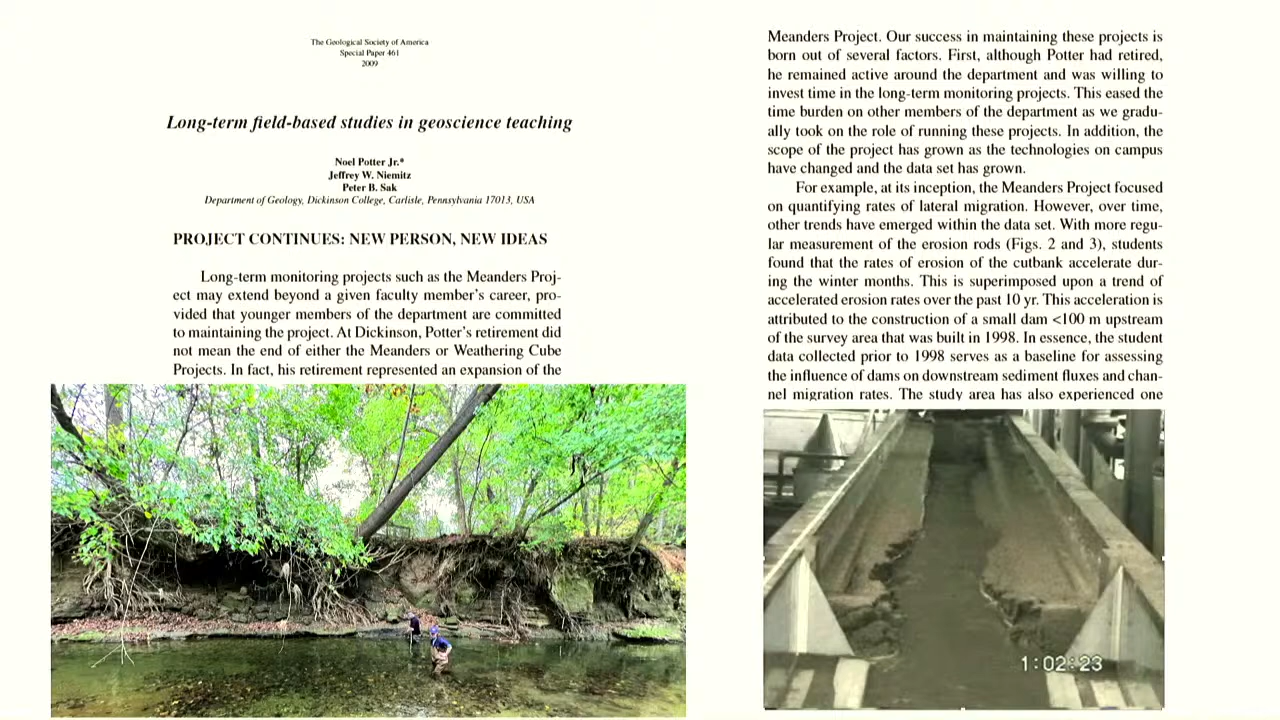 The Geological Society of America
Special Paper 461
2009
Long-term field-based studies in geoscience teaching
Noel Potter Jr.*
Jeffrey W. Niemitz
Peter B. Sak
Department of Geology, Dickinson College, Carlisle, Pennsylvania 17013, USA
PROJECT CONTINUES: NEW PERSON, NEW IDEAS
Long-term monitoring projects such as the Meanders Proj-
ect may extend beyond a given faculty member's career, pro-
vided that younger members of the department are committed
to maintaining the project. At Dickinson, Potter's retirement did
not mean the end of either the Meanders or Weathering Cube
Projects. In fact, his retirement represented an expansion of the
Meanders Project. Our success in maintaining these projects is
born out of several factors. First, although Potter had retired,
he remained active around the department and was willing to
invest time in the long-term monitoring projects. This eased the
time burden on other members of the department as we gradu-
ally took on the role of running these projects. In addition, the
scope of the project has grown as the technologies on campus
have changed and the data set has grown.
For example, at its inception, the Meanders Project focused
on quantifying rates of lateral migration. However, over time,
other trends have emerged within the data set. With more regu-
lar measurement of the erosion rods (Figs. 2 and 3), students
found that the rates of erosion of the cutbank accelerate dur-
ing the winter months. This is superimposed upon a trend of
accelerated erosion rates over the past 10 yr. This acceleration is
attributed to the construction of a small dam <100 m upstream
of the survey area that was built in 1998. In essence, the student
data collected prior to 1998 serves as a baseline for assessing
the influence of dams on downstream sediment fluxes and chan-
nel migration rates. The study area has also experienced one
1:02:23